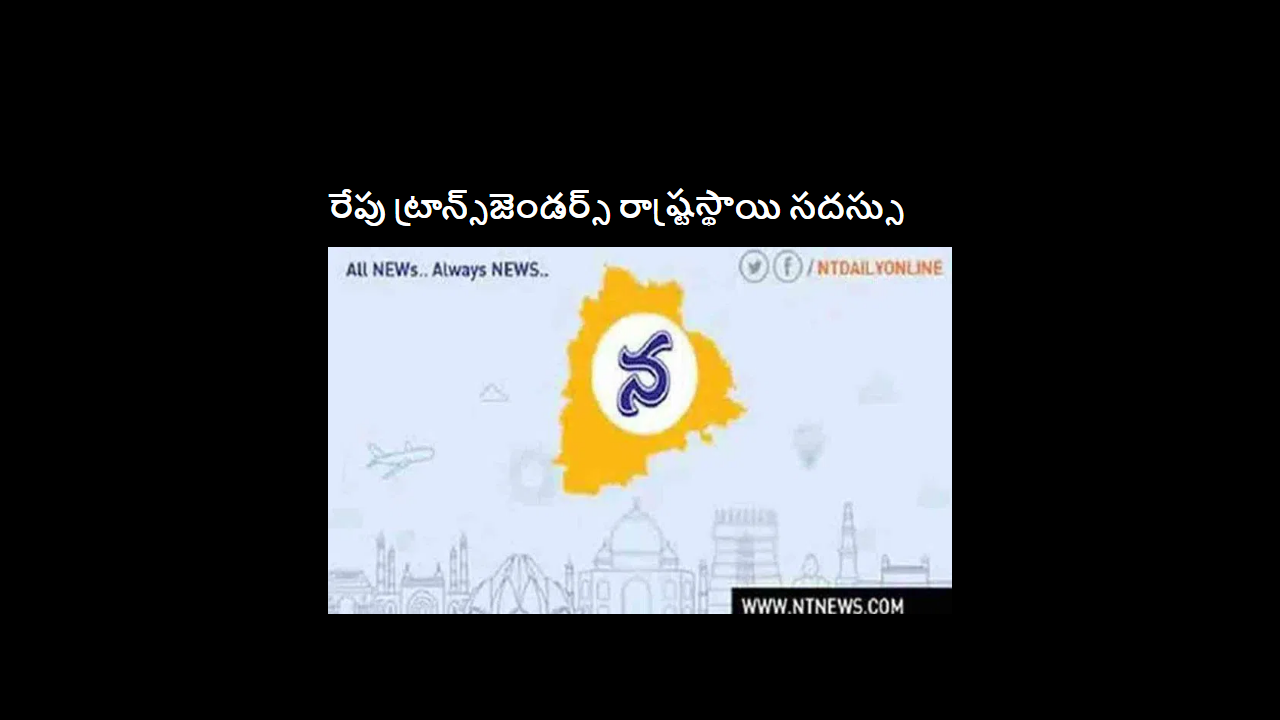 రేపు ట్రాన్స్‌జెండర్స్ రాష్ట్రస్థాయి సదస్సు
All NEWs.. Always NEWS..
/ NTDAILYONLINE
న
WWW.NTNEWS.COM